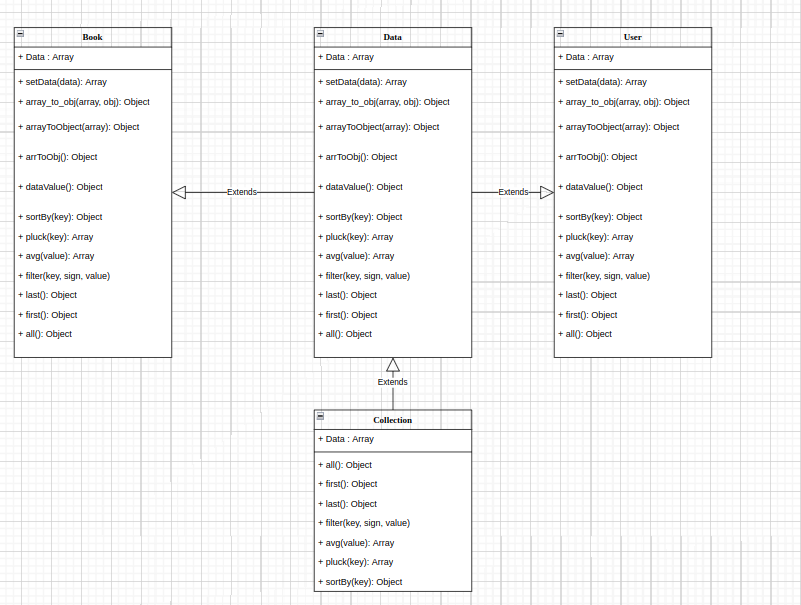 Book
+ Data : Array
+ setData(data): Array
+ array_to_obj(array, obj): Object
+ arrayToObject(array): Object
+ arrToObj(): Object
+ dataValue(): Object
+ sortBy(key): Object
+ pluck(key): Array
+ avg(value): Array
+ filter(key, sign, value)
+ last(): Object
+ first(): Object
+ all(): Object
Extends
Data
+ Data : Array
+ setData(data): Array
+ array_to_obj(array, obj): Object
+ arrayToObject(array): Object
+ arrToObj(): Object
+ dataValue(): Object
+ sortBy(key): Object
+ pluck(key): Array
+ avg(value): Array
+ filter(key, sign, value)
+ last(): Object
+ first(): Object
+ all(): Object
Extends
User
+ Data : Array
+ setData(data): Array
+ array_to_obj(array, obj): Object
+ arrayToObject(array): Object
+ arrToObj(): Object
+ dataValue(): Object
+ sortBy(key): Object
+ pluck(key): Array
+ avg(value): Array
+ filter(key, sign, value)
+ last(): Object
+ first(): Object
+ all(): Object
Extends
Collection
+ Data : Array
+ all(): Object
+ first(): Object
+ last(): Object
+ filter(key, sign, value)
+ avg(value): Array
+ pluck(key): Array
+ sortBy(key): Object